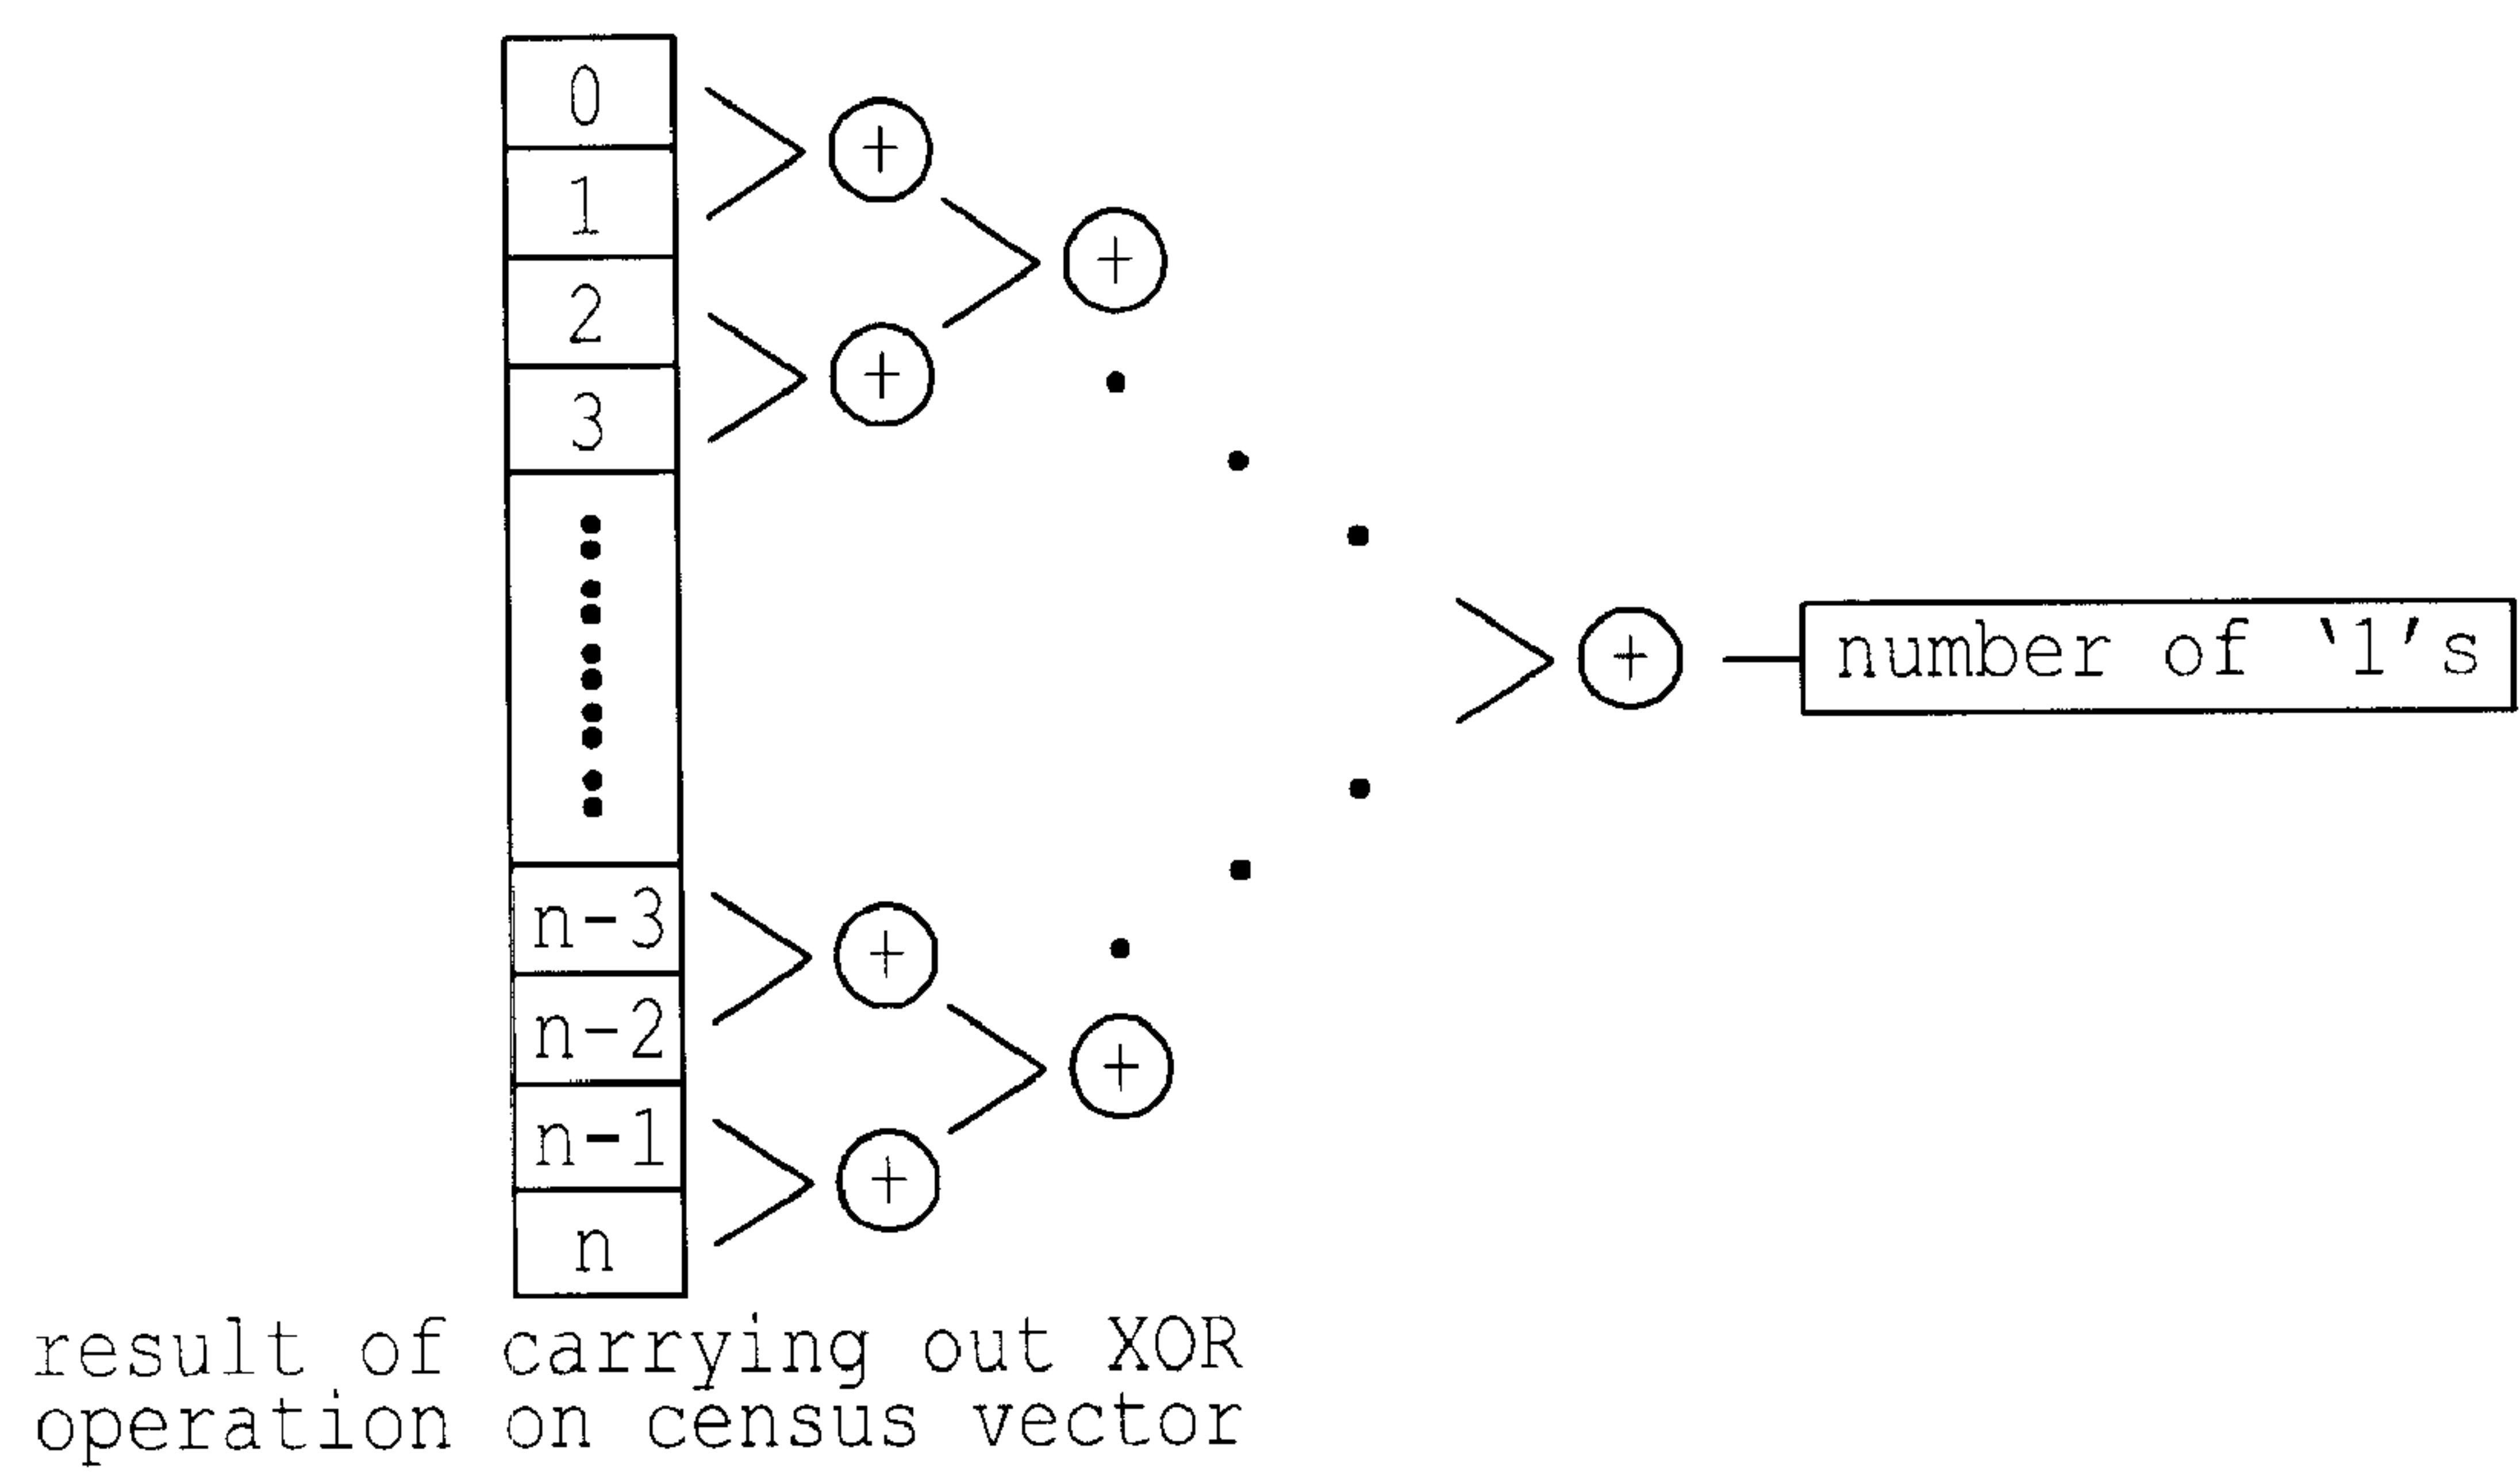 0
1
2
3
number of ‘1’s
n-3
n-2
n-1
n
result of carrying out XOR
operation on census vector